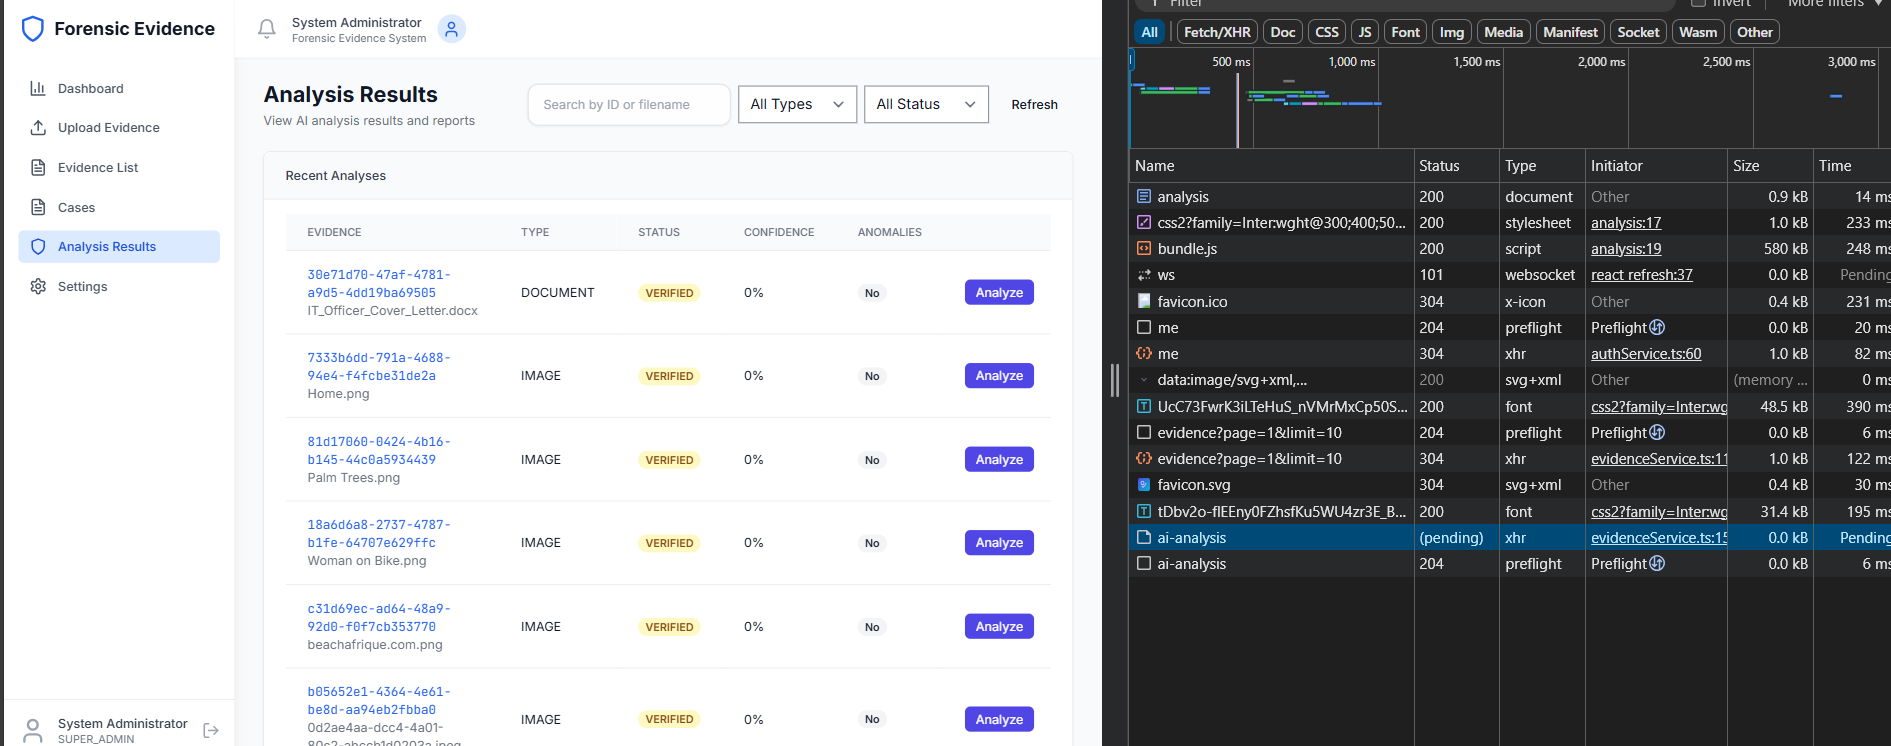 Forensic Evidence
Dashboard
Upload Evidence
Evidence List
Cases
Analysis Results
Settings
System Administrator
SUPER_ADMIN
System Administrator
Forensic Evidence System
Analysis Results
View AI analysis results and reports
Search by ID or filename
All Types
All Status
Refresh
Recent Analyses
EVIDENCE TYPE STATUS CONFIDENCE ANOMALIES
30e71d70-47af-4781-
a9d5-4dd19ba69505
IT_Officer_Cover_Letter.docx
DOCUMENT VERIFIED 0% No Analyze
7333b6dd-791a-4688-
94e4-f4fcbe31de2a
Home.png
IMAGE VERIFIED 0% No Analyze
81d17060-0424-4b16-
b145-44c0a5934439
Palm Trees.png
IMAGE VERIFIED 0% No Analyze
18a6d6a8-2737-4787-
b1fe-64707e629ffc
Woman on Bike.png
IMAGE VERIFIED 0% No Analyze
c31d69ec-ad64-48a9-
92d0-f0f7cb353770
beachafrique.com.png
IMAGE VERIFIED 0% No Analyze
b05652e1-4364-4e61-
be8d-aa94eb2fbba0
0d2ae4aa-dcc4-4a01-
IMAGE VERIFIED 0% No Analyze
Filter Invert More filters
All Fetch/XHR Doc CSS JS Font Img Media Manifest Socket Wasm Other
500 ms 1,000 ms 1,500 ms 2,000 ms 2,500 ms 3,000 ms
Name Status Type Initiator Size Time
analysis 200 document Other 0.9 kB 14 ms
css2?family=Inter:wght@300;400;50... 200 stylesheet analysis:17 1.0 kB 233 ms
bundle.js 200 script analysis:19 580 kB 248 ms
ws 101 websocket react refresh:37 0.0 kB Pending
favicon.ico 304 x-icon Other 0.4 kB 231 ms
me 204 preflight Preflight 0.0 kB 20 ms
me 304 xhr authService.ts:60 1.0 kB 82 ms
data:image/svg+xml,... 200 svg+xml Other (memory ... 0 ms
UcC73FwrK3iLTeHuS_nVMrMxCp50S... 200 font css2?family=Inter:wg 48.5 kB 390 ms
evidence?page=1&limit=10 204 preflight Preflight 0.0 kB 6 ms
evidence?page=1&limit=10 304 xhr evidenceService.ts:11 1.0 kB 122 ms
favicon.svg 304 svg+xml Other 0.4 kB 30 ms
tDbv2o-flEEny0FZhsfKu5WU4zr3E_B... 200 font css2?family=Inter:wg 31.4 kB 195 ms
ai-analysis (pending) xhr evidenceService.ts:15 0.0 kB Pending
ai-analysis 204 preflight Preflight 0.0 kB 6 ms